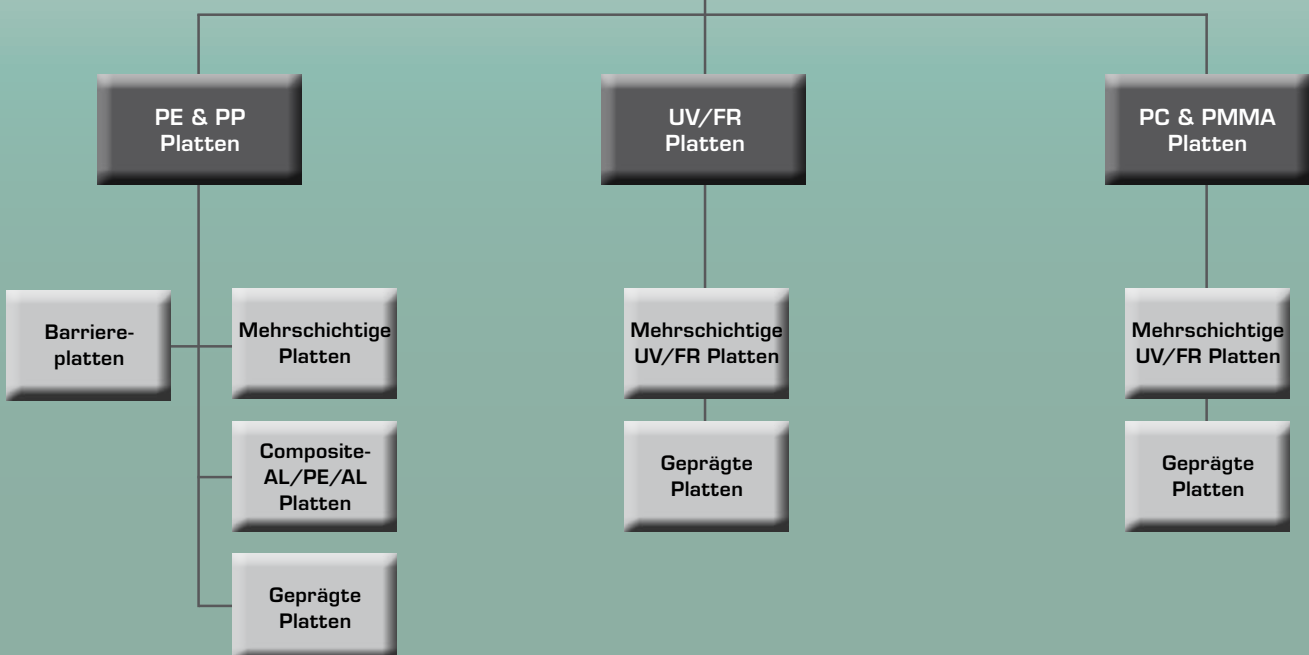 PE & PP
Platten
UV/FR
Platten
PC & PMMA
Platten
Barriere-
platten
Mehrschichtige
Platten
Mehrschichtige
UV/FR Platten
Mehrschichtige
UV/FR Platten
Composite-
AL/PE/AL
Platten
Geprägte
Platten
Geprägte
Platten
Geprägte
Platten